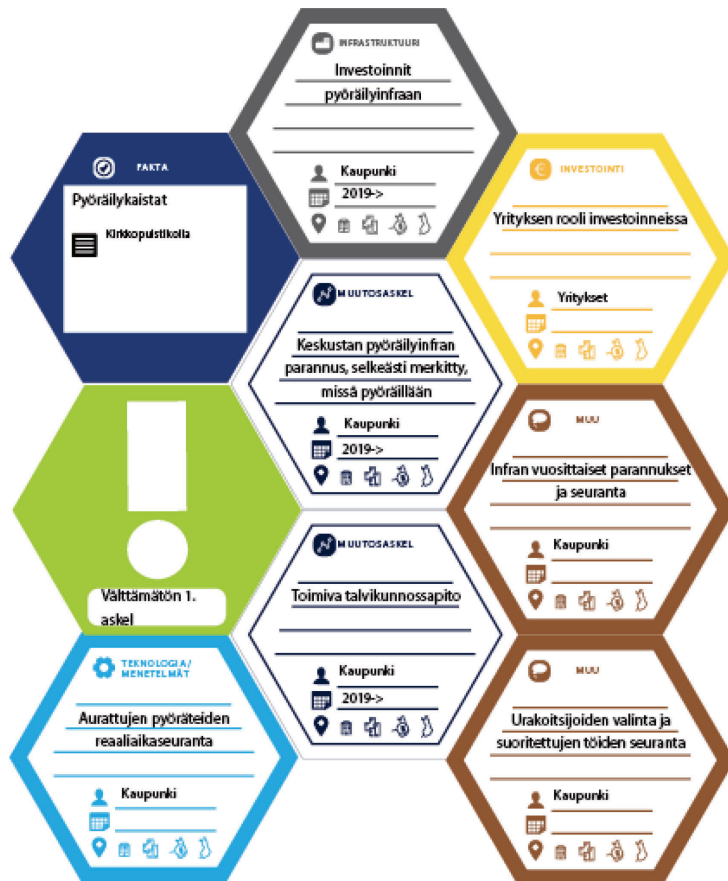 INFRASTRUKTUURI
Investoinnit
pyöräilyinfraan
Kaupunki
2019->
FAKTA
Pyöräilykaistat
Kirkkopuistikolla
INVESTOINTI
Yrityksen rooli investoinneissa
Yritykset
MUUTOSASKEL
Keskustan pyöräilyinfran
parannus, selkeästi merkitty,
missä pyöräillään
Kaupunki
2019->
Välttämätön 1.
askel
MUU
Infran vuosittaiset parannukset
ja seuranta
Kaupunki
MUUTOSASKEL
Toimiva talvikunnossapito
Kaupunki
2019->
TEKNOLOGIA/
MENETELMÄT
Aurattujen pyöräteiden
reaaliaikaseuranta
Kaupunki
MUU
Urakoitsijoiden valinta ja
suoritettujen töiden seuranta
Kaupunki